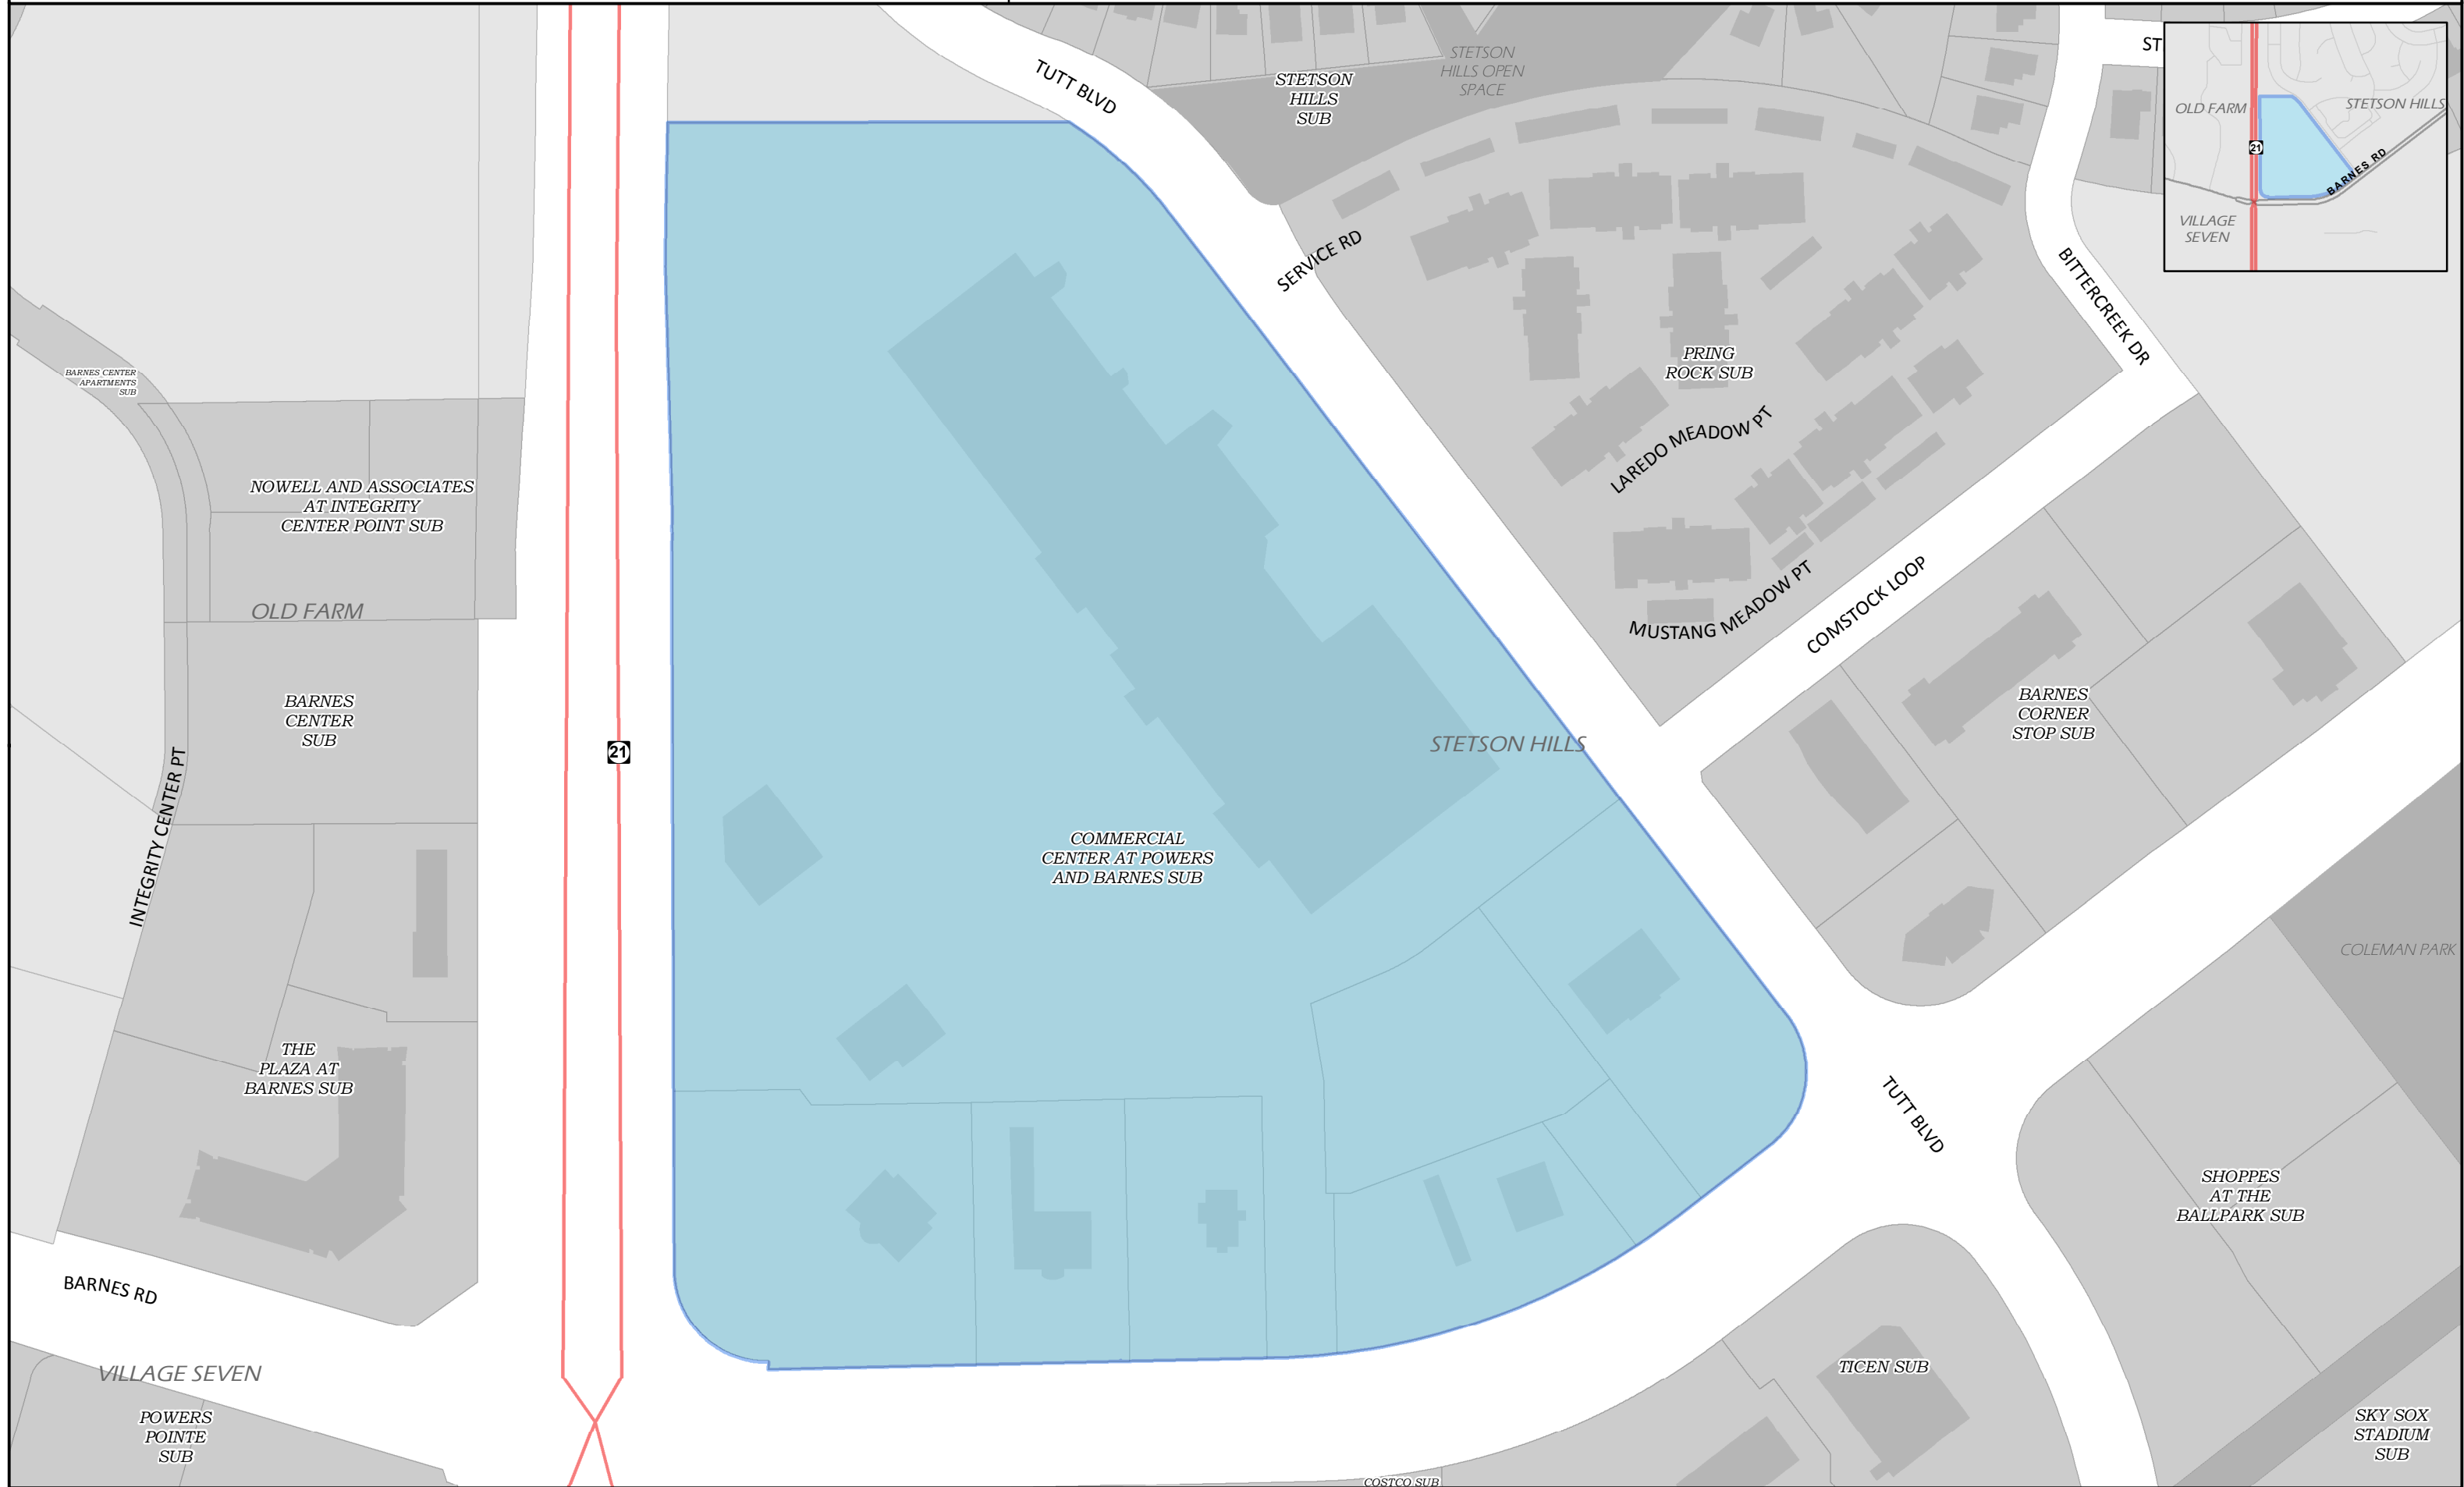 TUTT BLVD
STETSON
HILLS
SUB
STETSON
HILLS OPEN
SPACE
ST
OLD FARM
STETSON HILLS
21
BARNES RD
VILLAGE
SEVEN
SERVICE RD
BITTERCREEK DR
PRING
ROCK SUB
LAREDO MEADOW PT
MUSTANG MEADOW PT
COMSTOCK LOOP
BARNES CENTER
APARTMENTS
SUB
NOWELL AND ASSOCIATES
AT INTEGRITY
CENTER POINT SUB
OLD FARM
BARNES
CENTER
SUB
INTEGRITY CENTER PT
21
STETSON HILLS
BARNES
CORNER
STOP SUB
COMMERCIAL
CENTER AT POWERS
AND BARNES SUB
COLEMAN PARK
THE
PLAZA AT
BARNES SUB
TUTT BLVD
SHOPPES
AT THE
BALLPARK SUB
BARNES RD
VILLAGE SEVEN
POWERS
POINTE
SUB
TICEN SUB
SKY SOX
STADIUM
SUB
COSTCO SUB